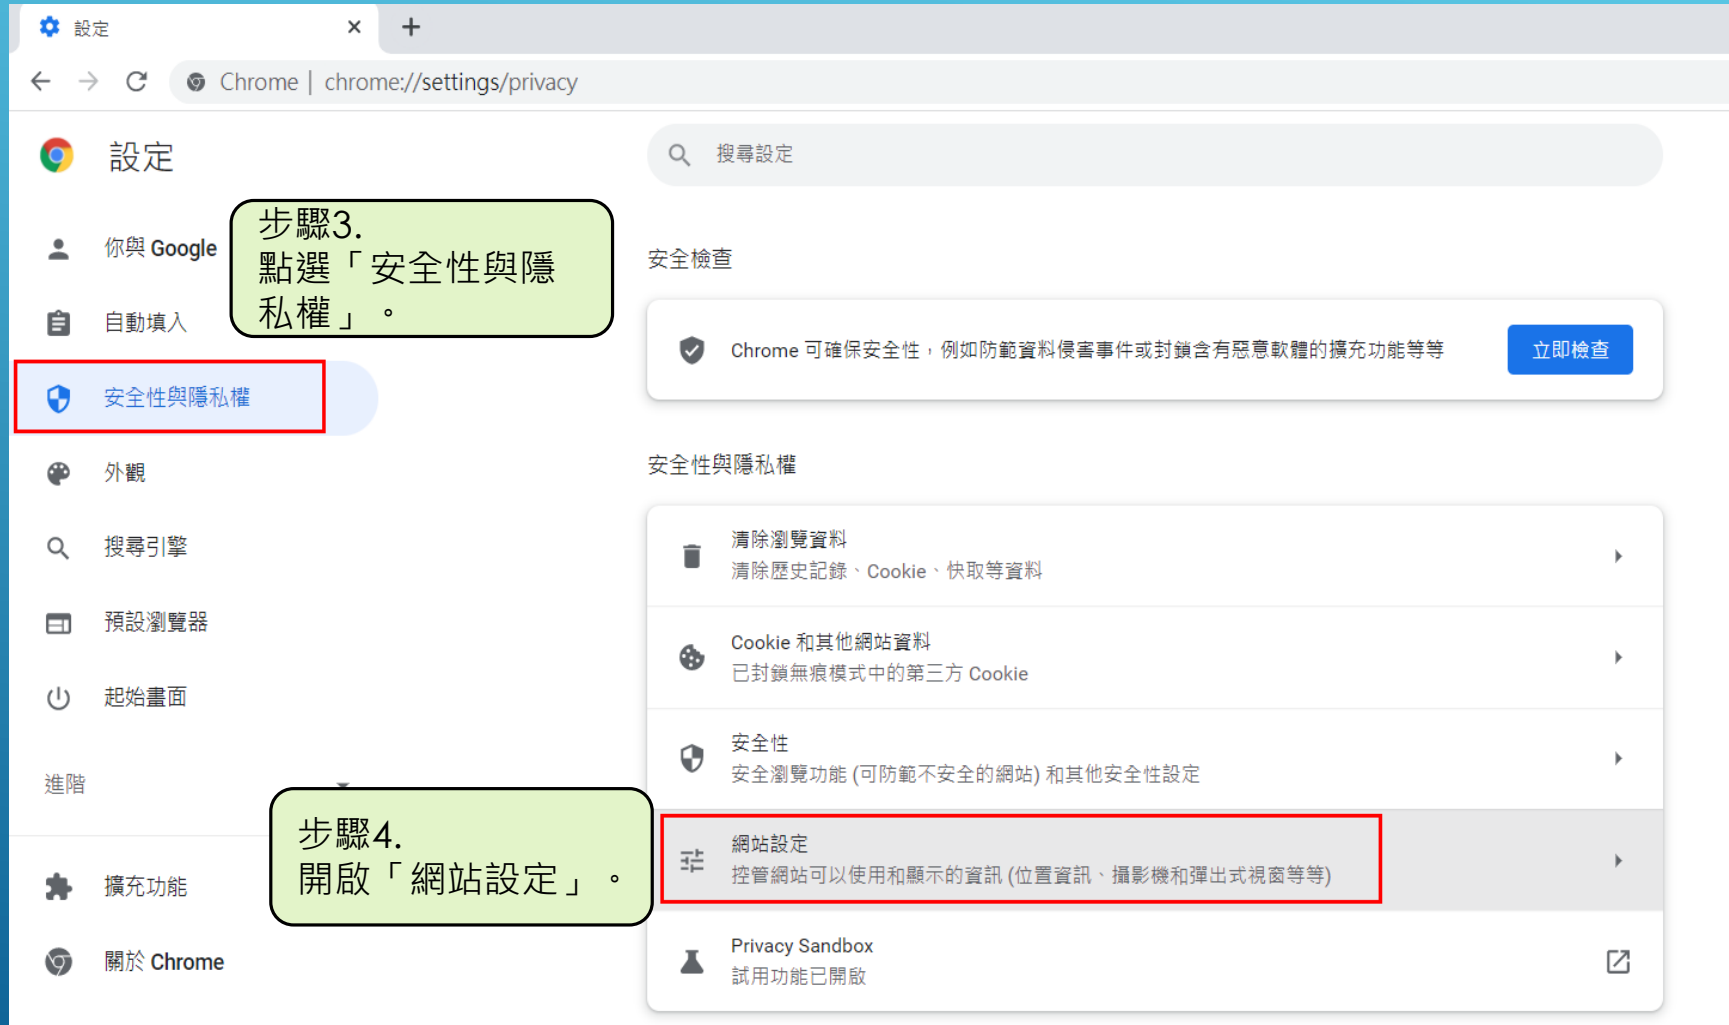 設定
Chrome | chrome://settings/privacy
設定
搜尋設定
你與 Google
步驟3.
點選「安全性與隱
私權」。
安全檢查
自動填入
Chrome 可確保安全性，例如防範資料侵害事件或封鎖含有惡意軟體的擴充功能等等
立即檢查
安全性與隱私權
外觀
安全性與隱私權
搜尋引擎
清除瀏覽資料
清除歷史記錄、Cookie、快取等資料
預設瀏覽器
Cookie 和其他網站資料
已封鎖無痕模式中的第三方 Cookie
起始畫面
安全性
安全瀏覽功能 (可防範不安全的網站) 和其他安全性設定
進階
步驟4.
開啟「網站設定」。
網站設定
控管網站可以使用和顯示的資訊 (位置資訊、攝影機和彈出式視窗等等)
擴充功能
關於 Chrome
Privacy Sandbox
試用功能已開啟